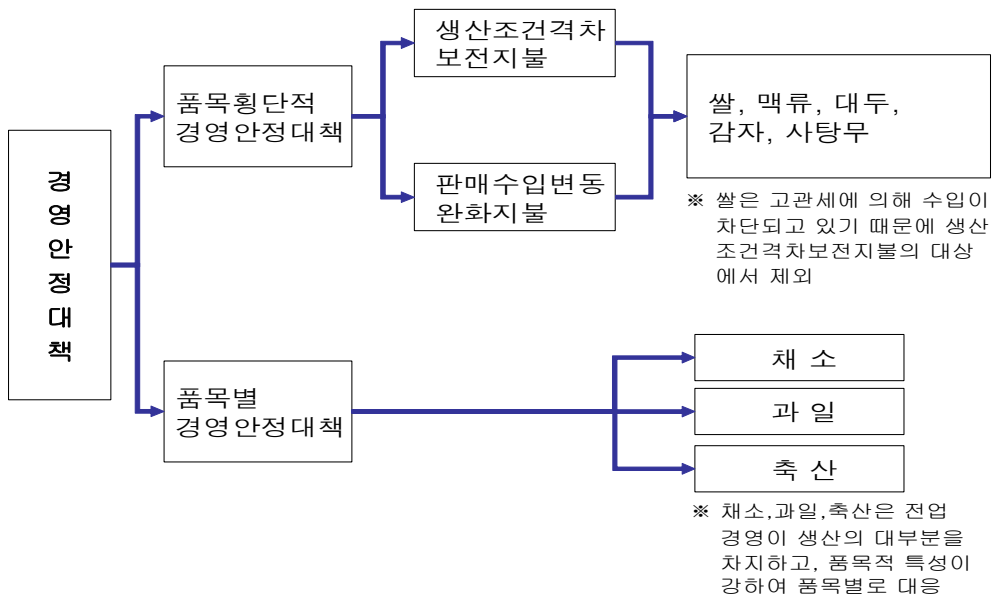 경
영
안
정
대
책
품목횡단적
경영안정대책
생산조건격차
보전지불
판매수입변동
완화지불
쌀, 맥류, 대두,
감자, 사탕무
※ 쌀은 고관세에 의해 수입이
차단되고 있기 때문에 생산
조건격차보전지불의 대상
에서 제외
품목별
경영안정대책
채 소
과 일
축 산
※ 채소,과일,축산은 전업
경영이 생산의 대부분을
차지하고, 품목적 특성이
강하여 품목별로 대응